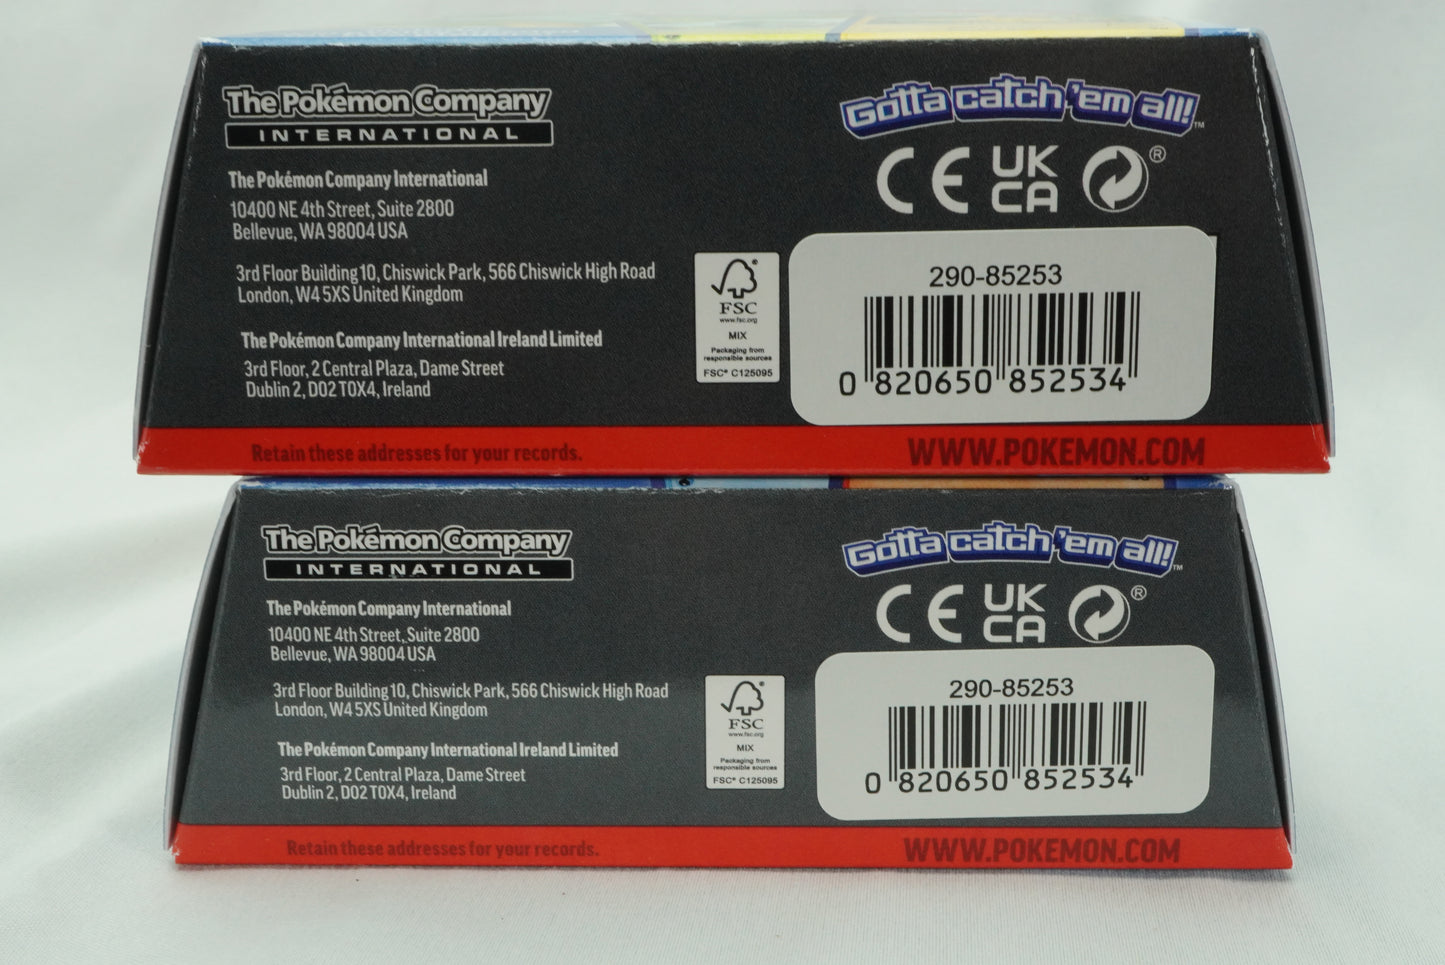 The Pokémon Company
INTERNATIONAL
The Pokémon Company International
10400 NE 4th Street, Suite 2800
Bellevue, WA 98004 USA
3rd Floor Building 10, Chiswick Park, 566 Chiswick High Road
London, W4 5XS United Kingdom
The Pokémon Company International Ireland Limited
3rd Floor, 2 Central Plaza, Dame Street
Dublin 2, D02 T0X4, Ireland
Retain these addresses for your records.
Gotta catch 'em all!™
CE UK
CA ®
FSC
www.fsc.org
MIX
Packaging from
responsible sources
FSC® C125095
290-85253
0 820650 852534
WWW.POKEMON.COM
The Pokémon Company
INTERNATIONAL
The Pokémon Company International
10400 NE 4th Street, Suite 2800
Bellevue, WA 98004 USA
3rd Floor Building 10, Chiswick Park, 566 Chiswick High Road
London, W4 5XS United Kingdom
The Pokémon Company International Ireland Limited
3rd Floor, 2 Central Plaza, Dame Street
Dublin 2, D02 T0X4, Ireland
Retain these addresses for your records.
Gotta catch 'em all!™
CE UK
CA ®
FSC
www.fsc.org
MIX
Packaging from
responsible sources
FSC® C125095
290-85253
0 820650 852534
WWW.POKEMON.COM